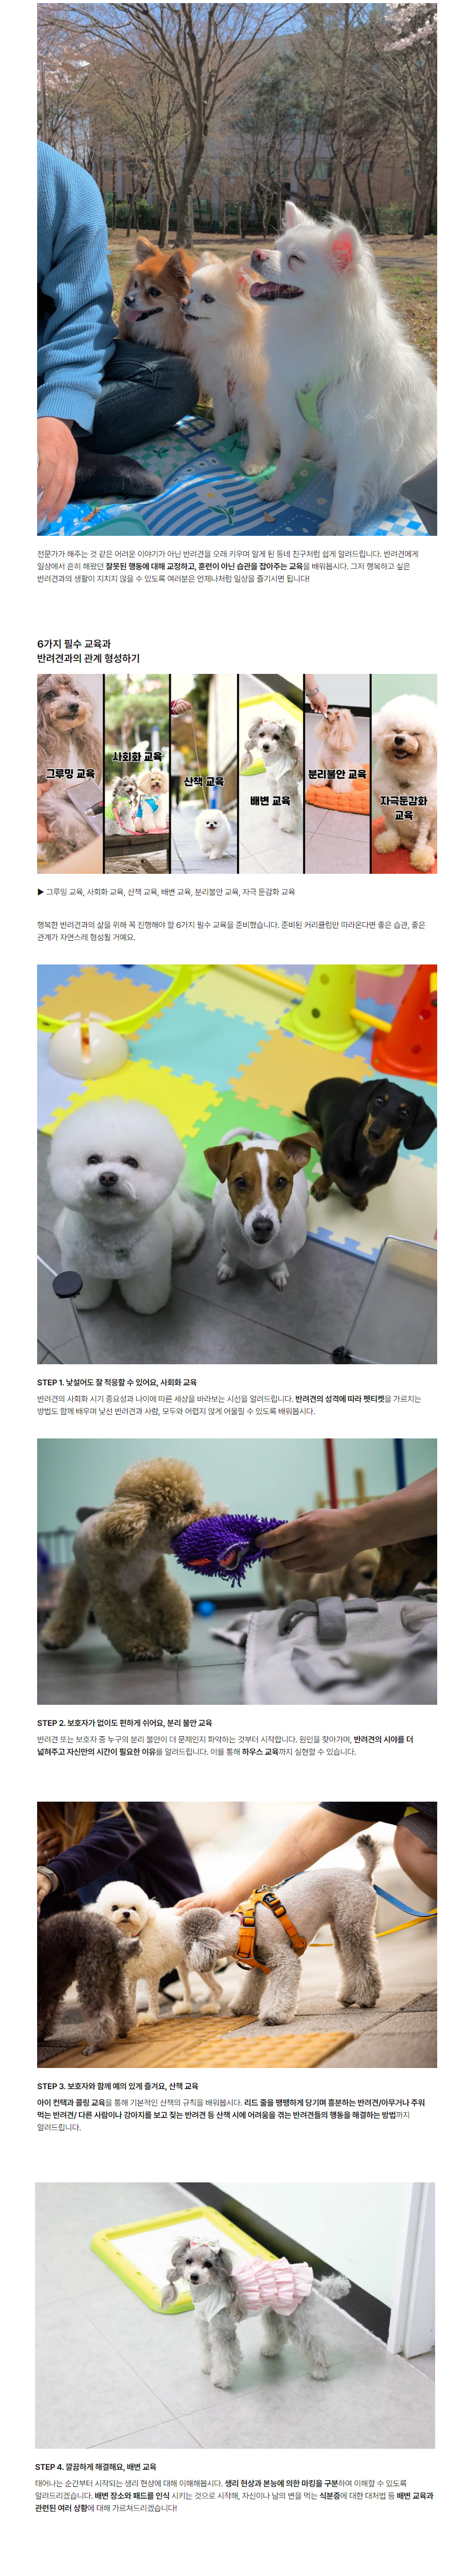 전문가가 해주는 것 같은 어려운 이야기가 아닌 반려견을 오래 키우며 알게 된 동네 친구처럼 쉽게 알려드립니다. 반려견에게
일상에서 흔히 해왔던 잘못된 행동에 대해 교정하고, 훈련이 아닌 습관을 잡아주는 교육을 배워봅시다. 그저 행복하고 싶은
반려견과의 생활이 지치지 않을 수 있도록 여러분은 언제나처럼 일상을 즐기시면 됩니다!
6가지 필수 교육과
반려견과의 관계 형성하기
그루밍 교육
사회화 교육
산책 교육
배변 교육
분리불안 교육
자극둔감화
교육
▶ 그루밍 교육, 사회화 교육, 산책 교육, 배변 교육, 분리불안 교육, 자극 둔감화 교육
행복한 반려견과의 삶을 위해 꼭 진행해야 할 6가지 필수 교육을 준비했습니다. 준비된 커리큘럼만 따라온다면 좋은 습관, 좋은
관계가 자연스레 형성될 거예요.
STEP 1. 낯설어도 잘 적응할 수 있어요, 사회화 교육
반려견의 사회화 시기 중요성과 나이에 따른 세상을 바라보는 시선을 알려드립니다. 반려견의 성격에 따라 펫티켓을 가르치는
방법도 함께 배우며 낯선 반려견과 사람, 모두와 어렵지 않게 어울릴 수 있도록 배워봅시다.
STEP 2. 보호자가 없이도 편하게 쉬어요, 분리 불안 교육
반려견 또는 보호자 중 누구의 분리 불안이 더 문제인지 파악하는 것부터 시작합니다. 원인을 찾아가며, 반려견의 시야를 더
넓혀주고 자신만의 시간이 필요한 이유를 알려드립니다. 이를 통해 하우스 교육까지 실현할 수 있습니다.
STEP 3. 보호자와 함께 예의 있게 즐겨요, 산책 교육
아이 컨택과 콜링 교육을 통해 기본적인 산책의 규칙을 배워봅시다. 리드 줄을 팽팽하게 당기며 흥분하는 반려견/아무거나 주워
먹는 반려견/ 다른 사람이나 강아지를 보고 짖는 반려견 등 산책 시에 어려움을 겪는 반려견들의 행동을 해결하는 방법까지
알려드립니다.
STEP 4. 깔끔하게 해결해요, 배변 교육
태어나는 순간부터 시작되는 생리 현상에 대해 이해해봅시다. 생리 현상과 본능에 의한 마킹을 구분하여 이해할 수 있도록
알려드리겠습니다. 배변 장소와 패드를 인식 시키는 것으로 시작해, 자신이나 남의 변을 먹는 식분증에 대한 대처법 등 배변 교육과
관련된 여러 상황에 대해 가르쳐드리겠습니다!